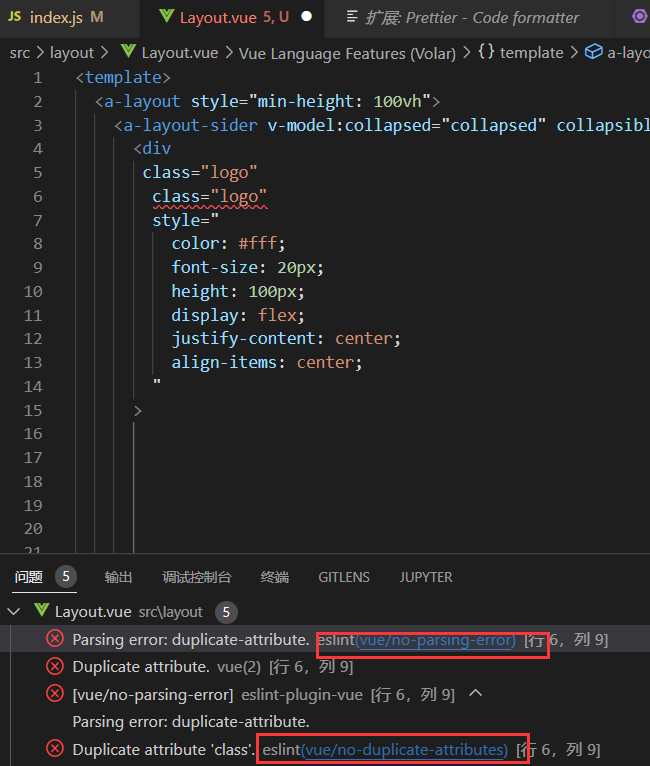 JS index.js M Layout.vue 5, U 扩展: Prettier - Code formatter
src > layout > Layout.vue > Vue Language Features (Volar) > {} template > a-layo
1 <template>
2 <a-layout style="min-height: 100vh">
3 <a-layout-sider v-model:collapsed="collapsed" collapsibl
4 <div
5 class="logo"
6 class="logo"
7 style="
8 color: #fff;
9 font-size: 20px;
10 height: 100px;
11 display: flex;
12 justify-content: center;
13 align-items: center;
14 "
15 >
16
17
18
19
20
21
问题 5 输出 调试控制台 终端 GITLENS JUPYTER
Layout.vue src\layout 5
Parsing error: duplicate-attribute. eslint(vue/no-parsing-error) [行 6, 列 9]
Duplicate attribute. vue(2) [行 6, 列 9]
[vue/no-parsing-error] eslint-plugin-vue [行 6, 列 9]
Parsing error: duplicate-attribute.
Duplicate attribute 'class'. eslint(vue/no-duplicate-attributes) [行 6, 列 9]